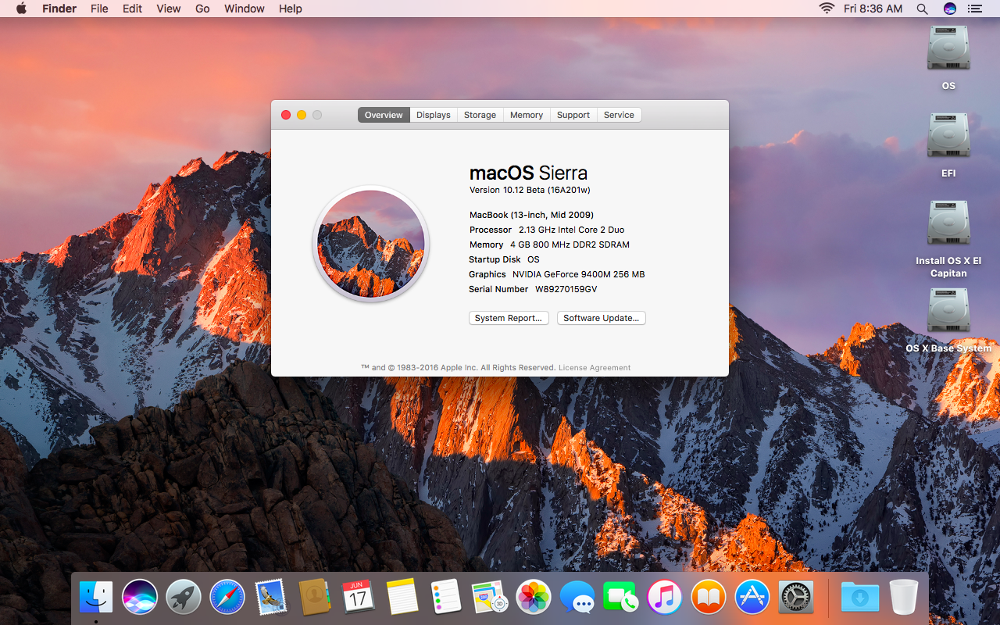 Finder File Edit View Go Window Help Fri 8:36 AM
OS
EFI
Install OS X El
Capitan
OS X Base System
Overview Displays Storage Memory Support Service
macOS Sierra
Version 10.12 Beta (16A201w)
MacBook (13-inch, Mid 2009)
Processor 2.13 GHz Intel Core 2 Duo
Memory 4 GB 800 MHz DDR2 SDRAM
Startup Disk OS
Graphics NVIDIA GeForce 9400M 256 MB
Serial Number W89270159GV
System Report... Software Update...
™ and © 1983-2016 Apple Inc. All Rights Reserved. License Agreement
JUN
17
280
3D